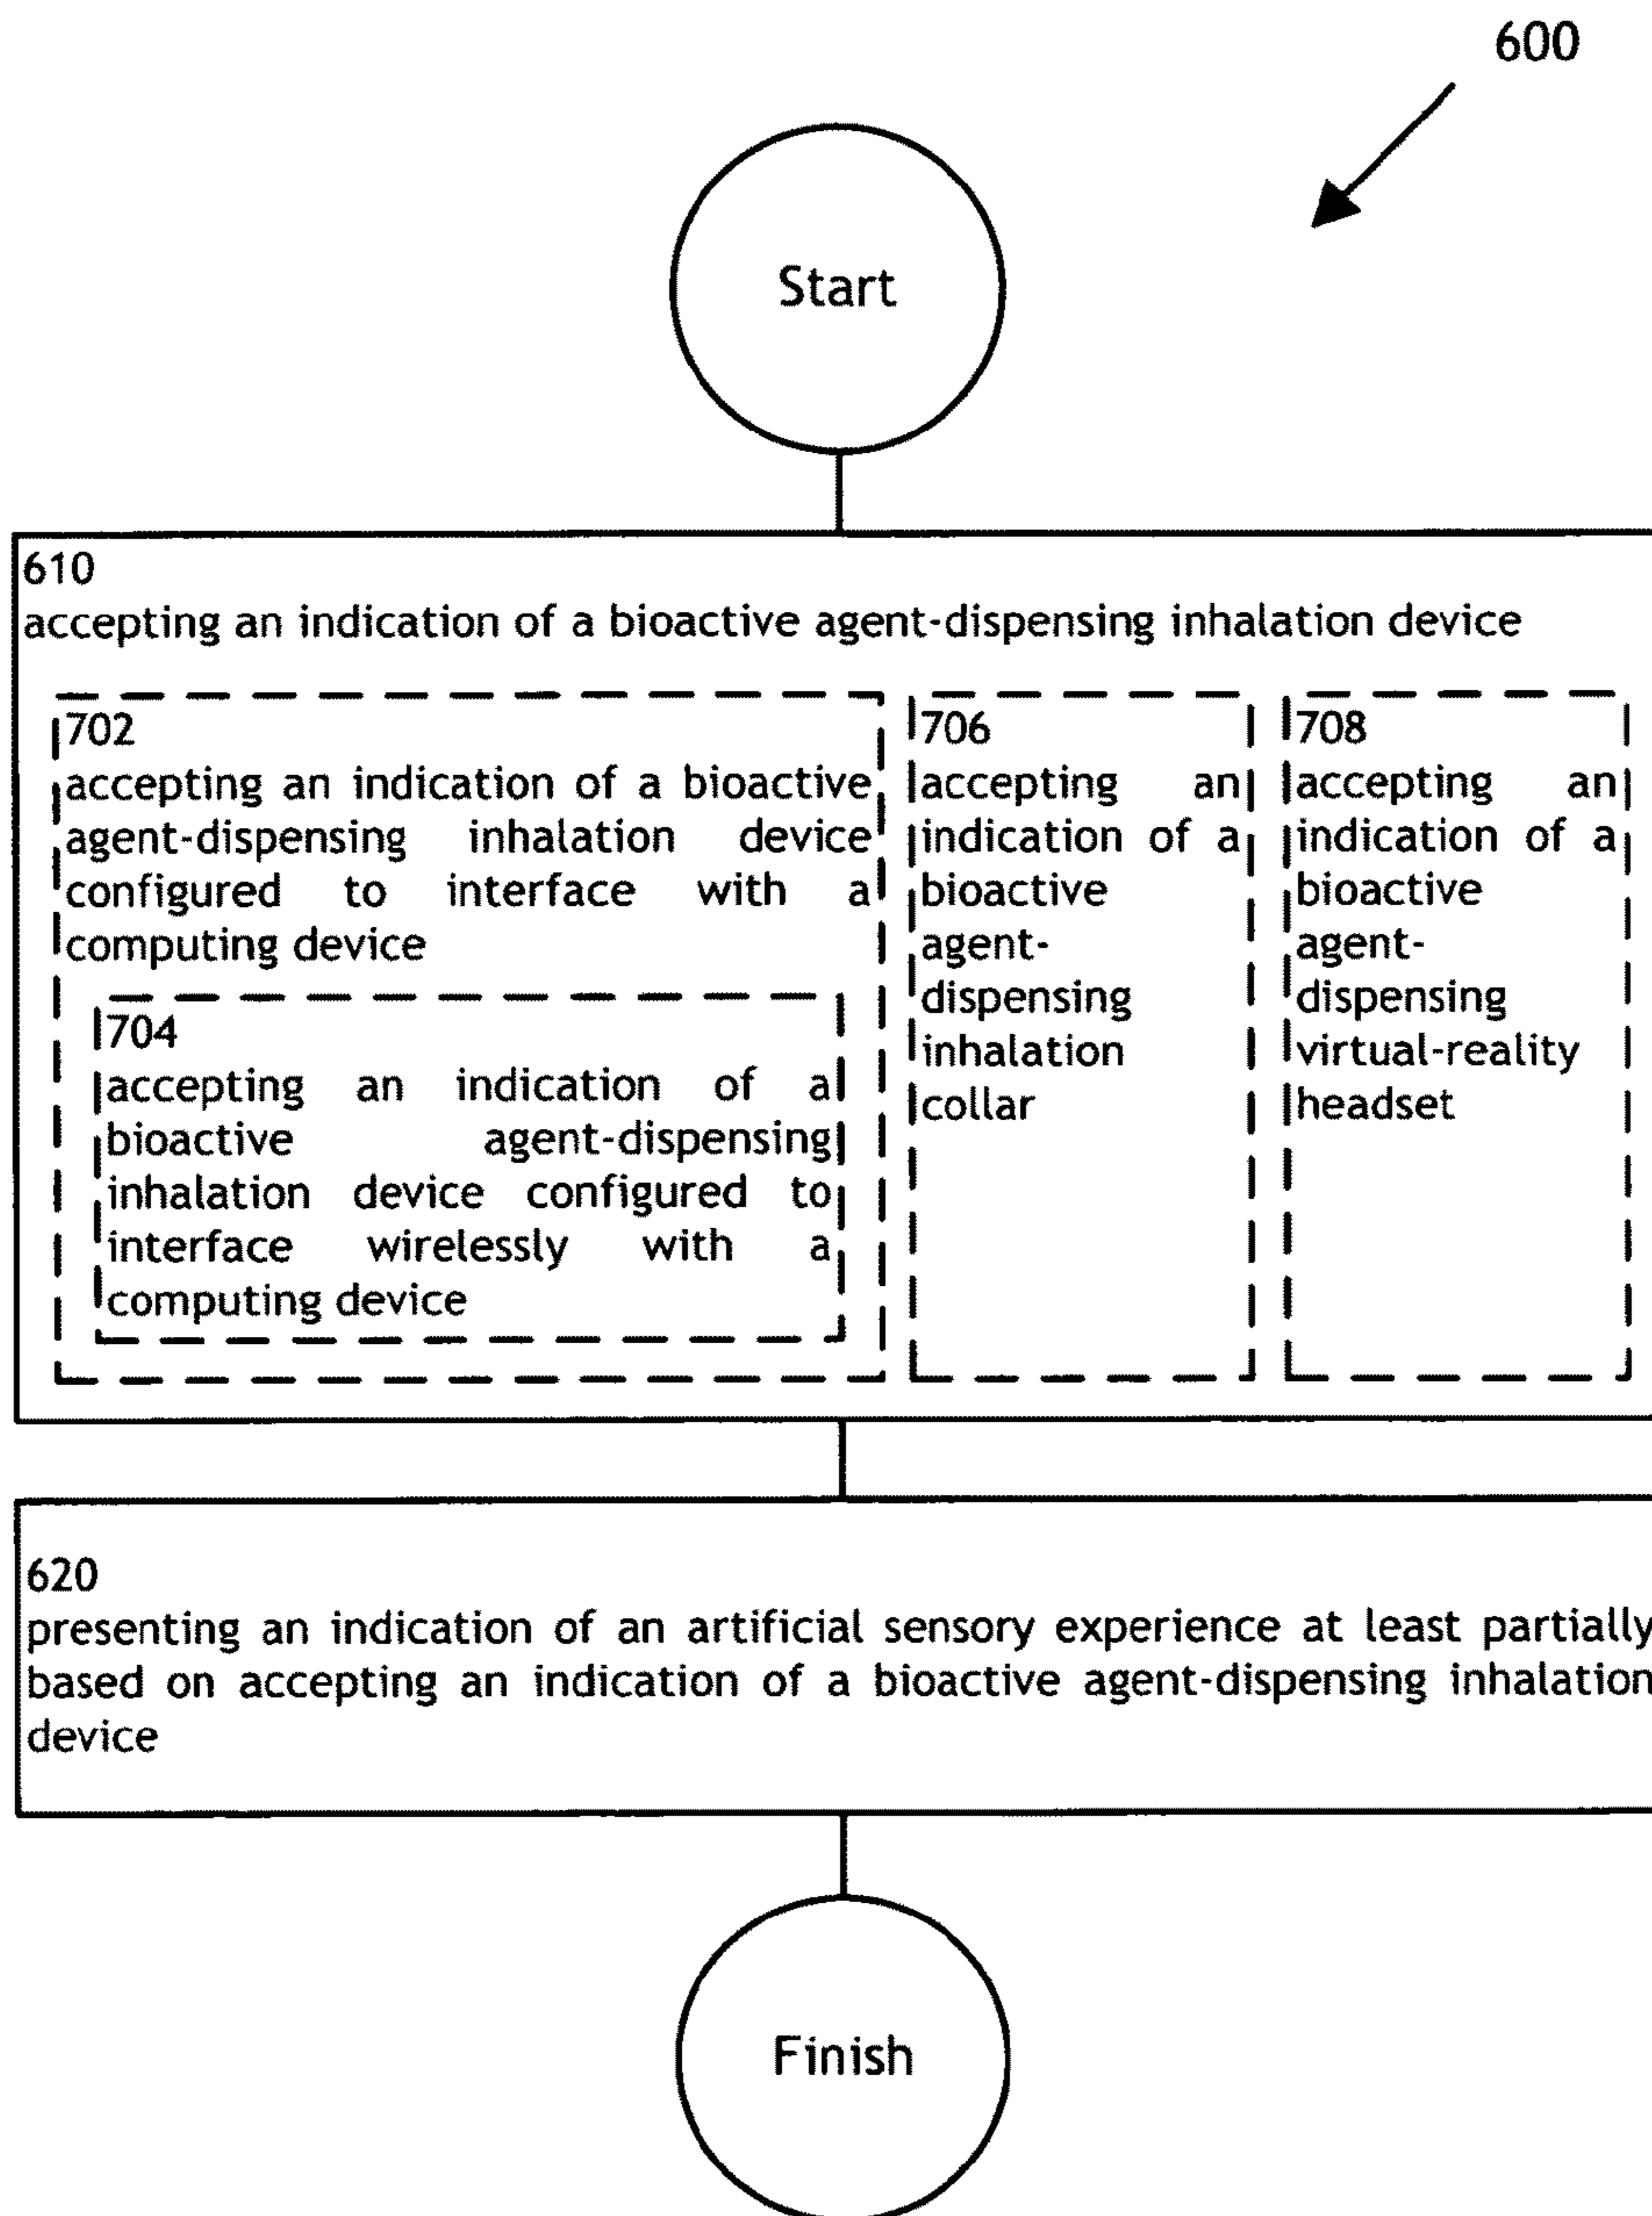 600
Start
610
accepting an indication of a bioactive agent-dispensing inhalation device
702
accepting an indication of a bioactive
agent-dispensing inhalation device
configured to interface with a
computing device
704
accepting an indication of a
bioactive agent-dispensing
inhalation device configured to
interface wirelessly with a
computing device
706
accepting an
indication of a
bioactive
agent-
dispensing
inhalation
collar
708
accepting an
indication of a
bioactive
agent-
dispensing
virtual-reality
headset
620
presenting an indication of an artificial sensory experience at least partially
based on accepting an indication of a bioactive agent-dispensing inhalation
device
Finish